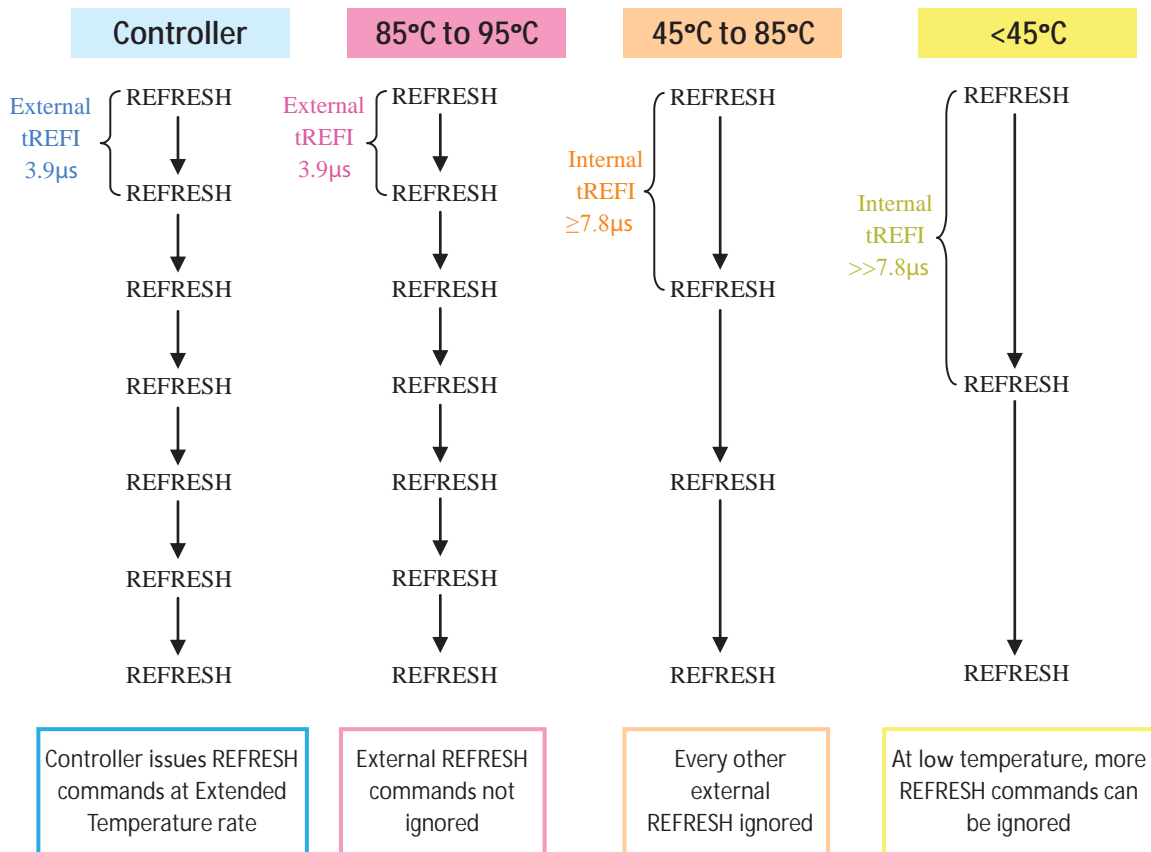 Controller
85°C to 95°C
45°C to 85°C
<45°C
External
tREFI
3.9µs
REFRESH
REFRESH
REFRESH
REFRESH
REFRESH
REFRESH
REFRESH
External
tREFI
3.9µs
REFRESH
REFRESH
REFRESH
REFRESH
REFRESH
REFRESH
REFRESH
Internal
tREFI
≥7.8µs
REFRESH
REFRESH
REFRESH
REFRESH
Internal
tREFI
>>7.8µs
REFRESH
REFRESH
REFRESH
Controller issues REFRESH
commands at Extended
Temperature rate
External REFRESH
commands not
ignored
Every other
external
REFRESH ignored
At low temperature, more
REFRESH commands can
be ignored